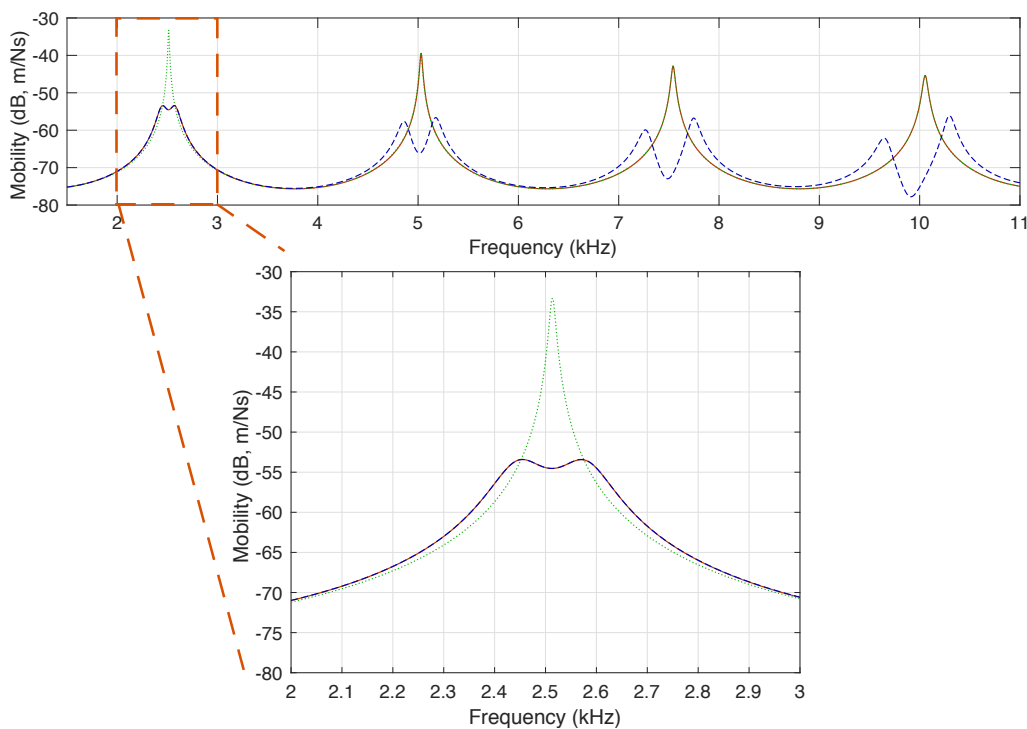 Mobility (dB, m/Ns)
-30
-40
-50
-60
-70
-80
2 3 4 5 6 7 8 9 10 11
Frequency (kHz)
Mobility (dB, m/Ns)
-30
-35
-40
-45
-50
-55
-60
-65
-70
-75
-80
2 2.1 2.2 2.3 2.4 2.5 2.6 2.7 2.8 2.9 3
Frequency (kHz)